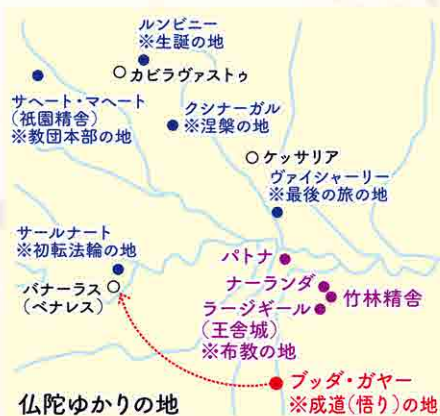 ルンビニー
※生誕の地
カピラヴァストゥ
サヘート・マヘート
(祇園精舎)
※教団本部の地
クシナーガル
※涅槃の地
ケッサリア
ヴァイシャーリー
※最後の旅の地
サールナート
※初転法輪の地
バナーラス
(ベナレス)
パトナ
ナーランダ
竹林精舎
ラージギール
(王舎城)
※布教の地
ブッダ・ガヤー
※成道(悟り)の地
仏陀ゆかりの地